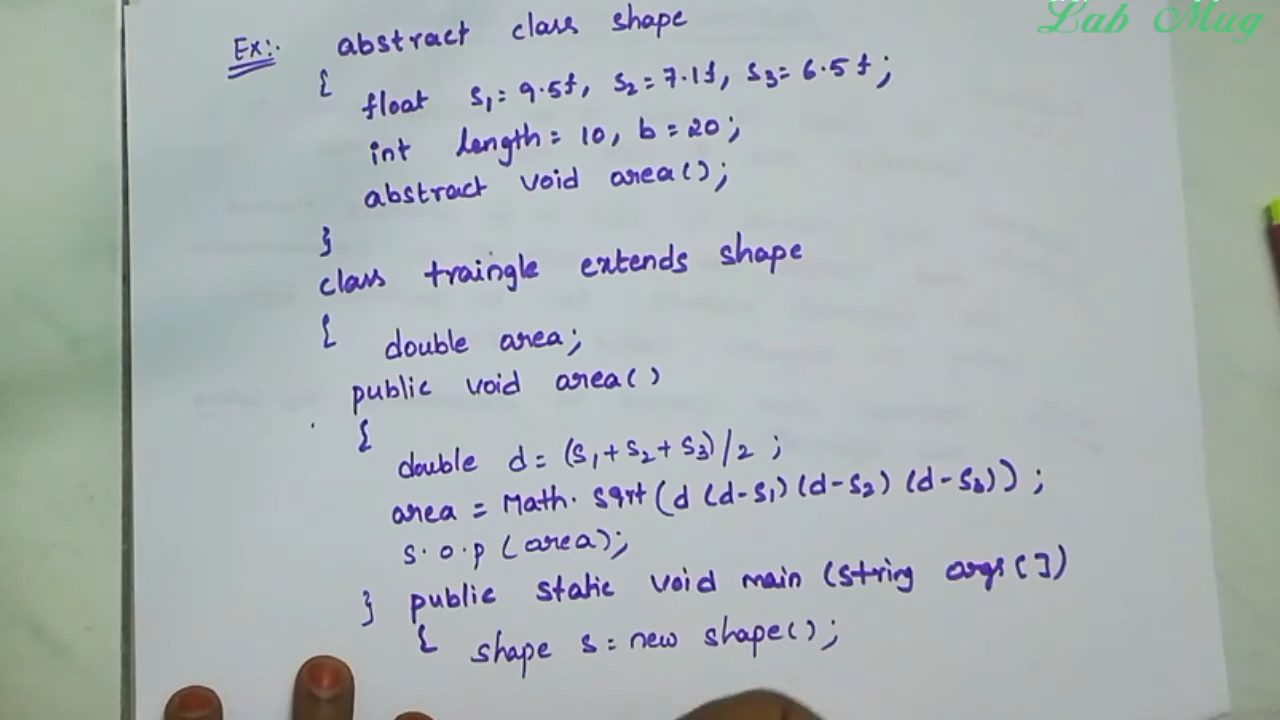 Lab Mug
Ex:- abstract class shape
{
float s1=9.5f, s2=7.1f, s3=6.5f;
int length=10, b=20;
abstract void area();
}
class traingle extends shape
{ double area;
public void area()
{
double d=(s1+s2+s3)/2;
area = Math.sqrt(d (d-s1)(d-s2)(d-s3));
s.o.p (area);
} public static void main (string args[])
{ shape s=new shape();